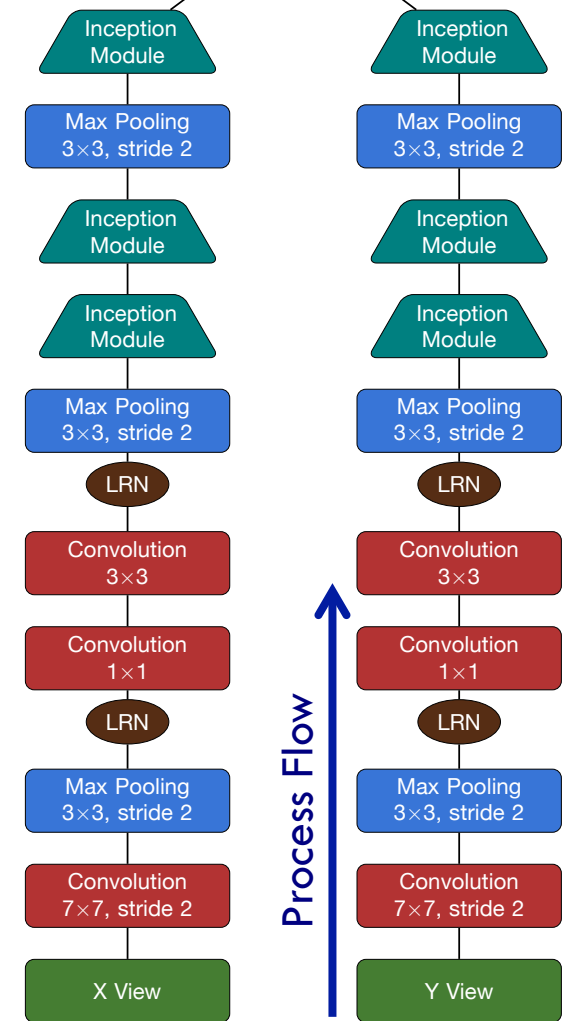 Inception
Module
Max Pooling
3×3, stride 2
Inception
Module
Inception
Module
Max Pooling
3×3, stride 2
LRN
Convolution
3×3
Convolution
1×1
LRN
Max Pooling
3×3, stride 2
Convolution
7×7, stride 2
X View
Process Flow
Inception
Module
Max Pooling
3×3, stride 2
Inception
Module
Inception
Module
Max Pooling
3×3, stride 2
LRN
Convolution
3×3
Convolution
1×1
LRN
Max Pooling
3×3, stride 2
Convolution
7×7, stride 2
Y View